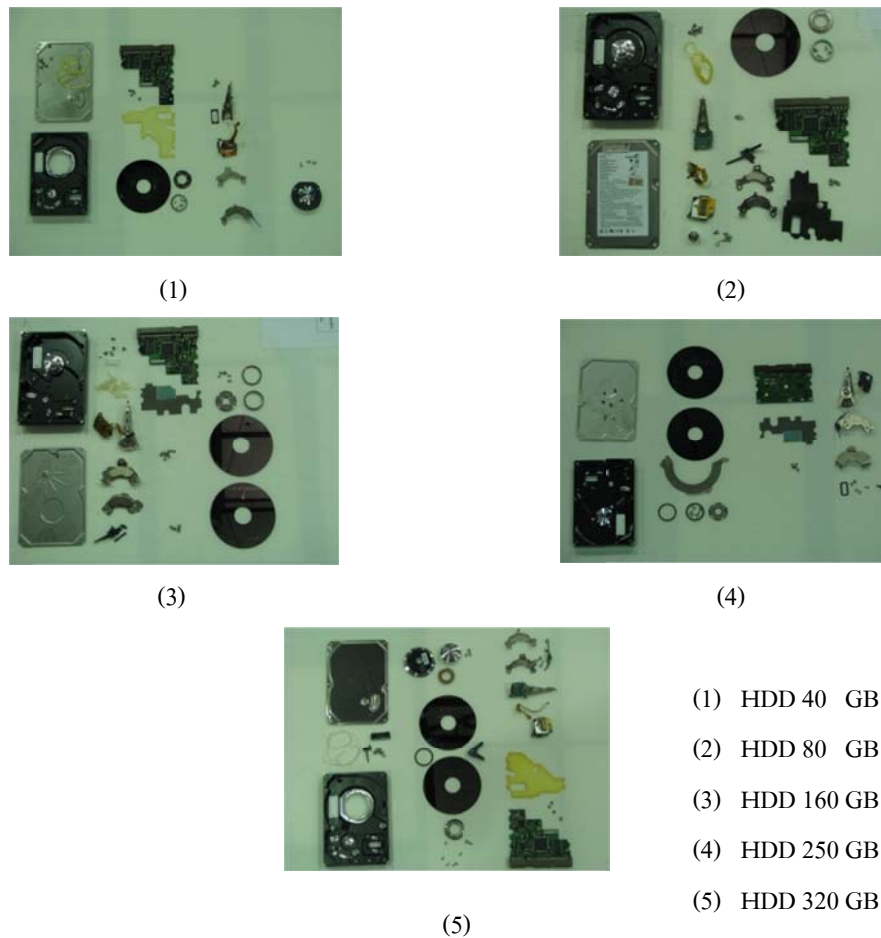 (1)
(2)
(3)
(4)
(1) HDD 40 GB
(2) HDD 80 GB
(3) HDD 160 GB
(4) HDD 250 GB
(5) HDD 320 GB
(5)